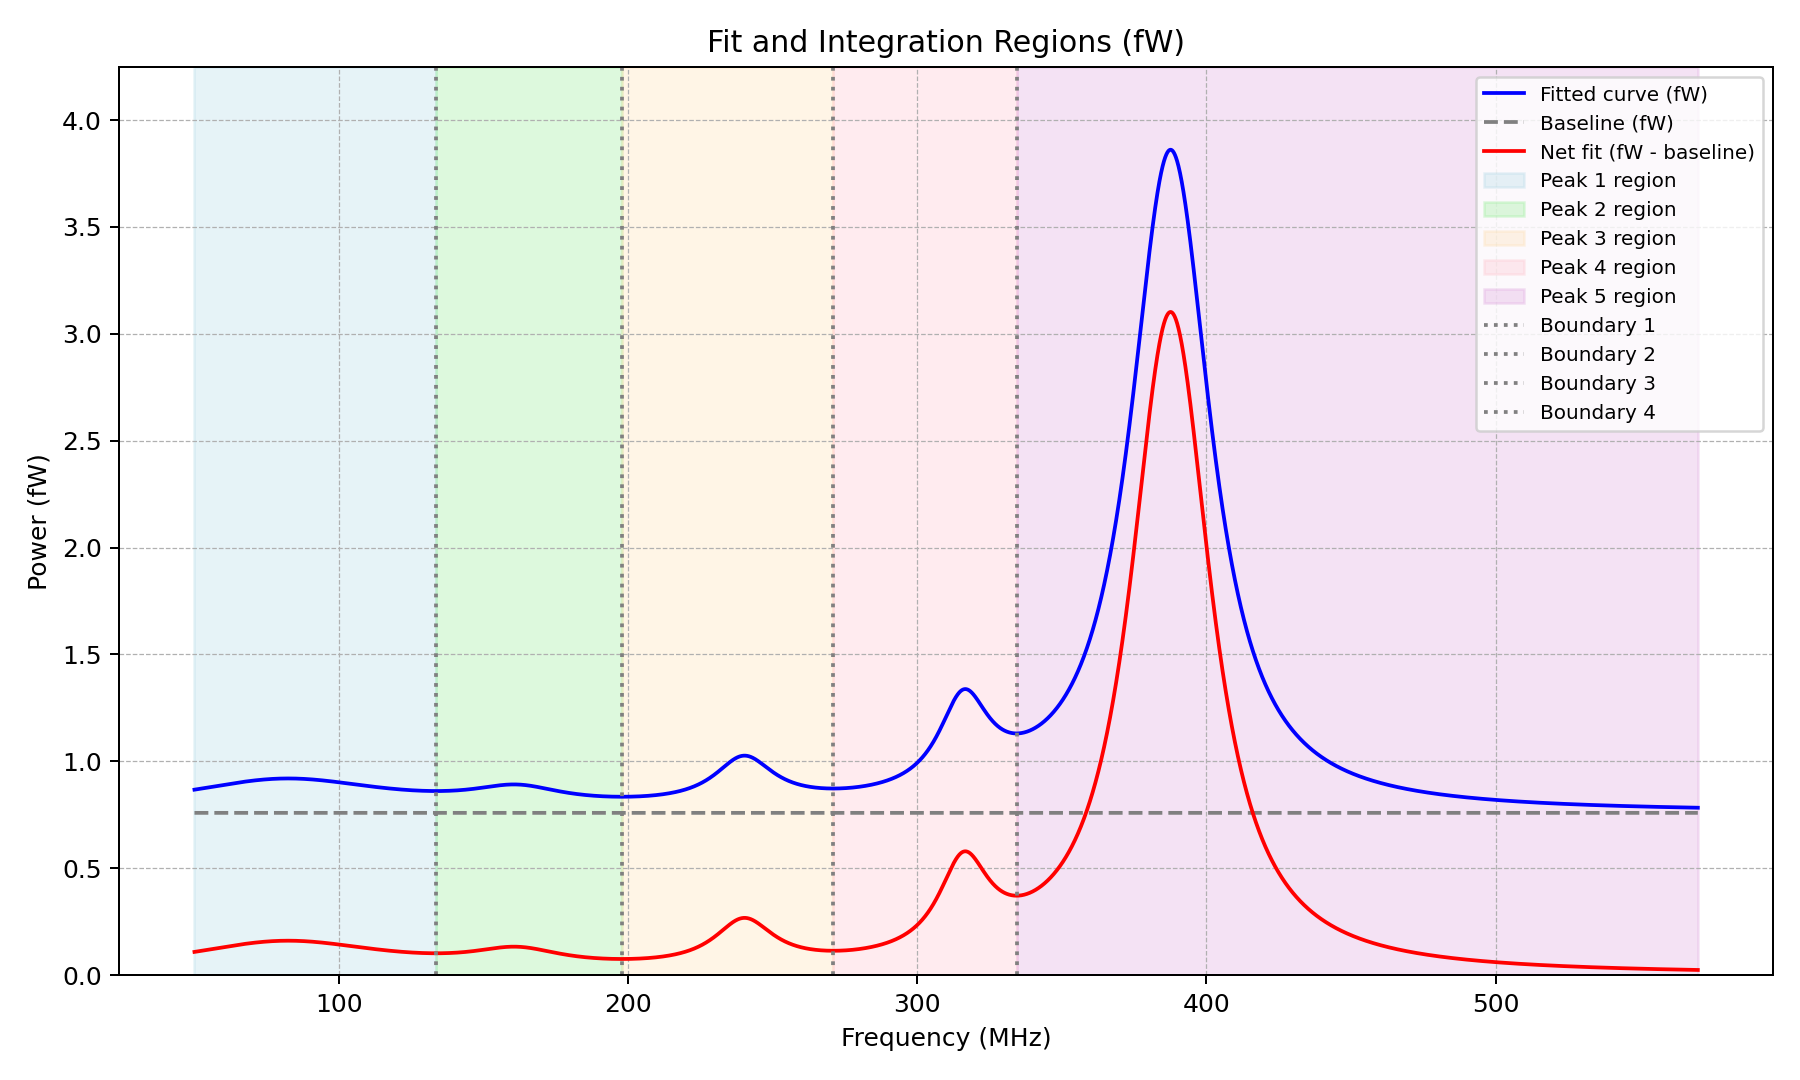 Fit and Integration Regions (fW)
Power (fW)
4.0
3.5
3.0
2.5
2.0
1.5
1.0
0.5
0.0
Fitted curve (fW)
Baseline (fW)
Net fit (fW - baseline)
Peak 1 region
Peak 2 region
Peak 3 region
Peak 4 region
Peak 5 region
Boundary 1
Boundary 2
Boundary 3
Boundary 4
100 200 300 400 500
Frequency (MHz)